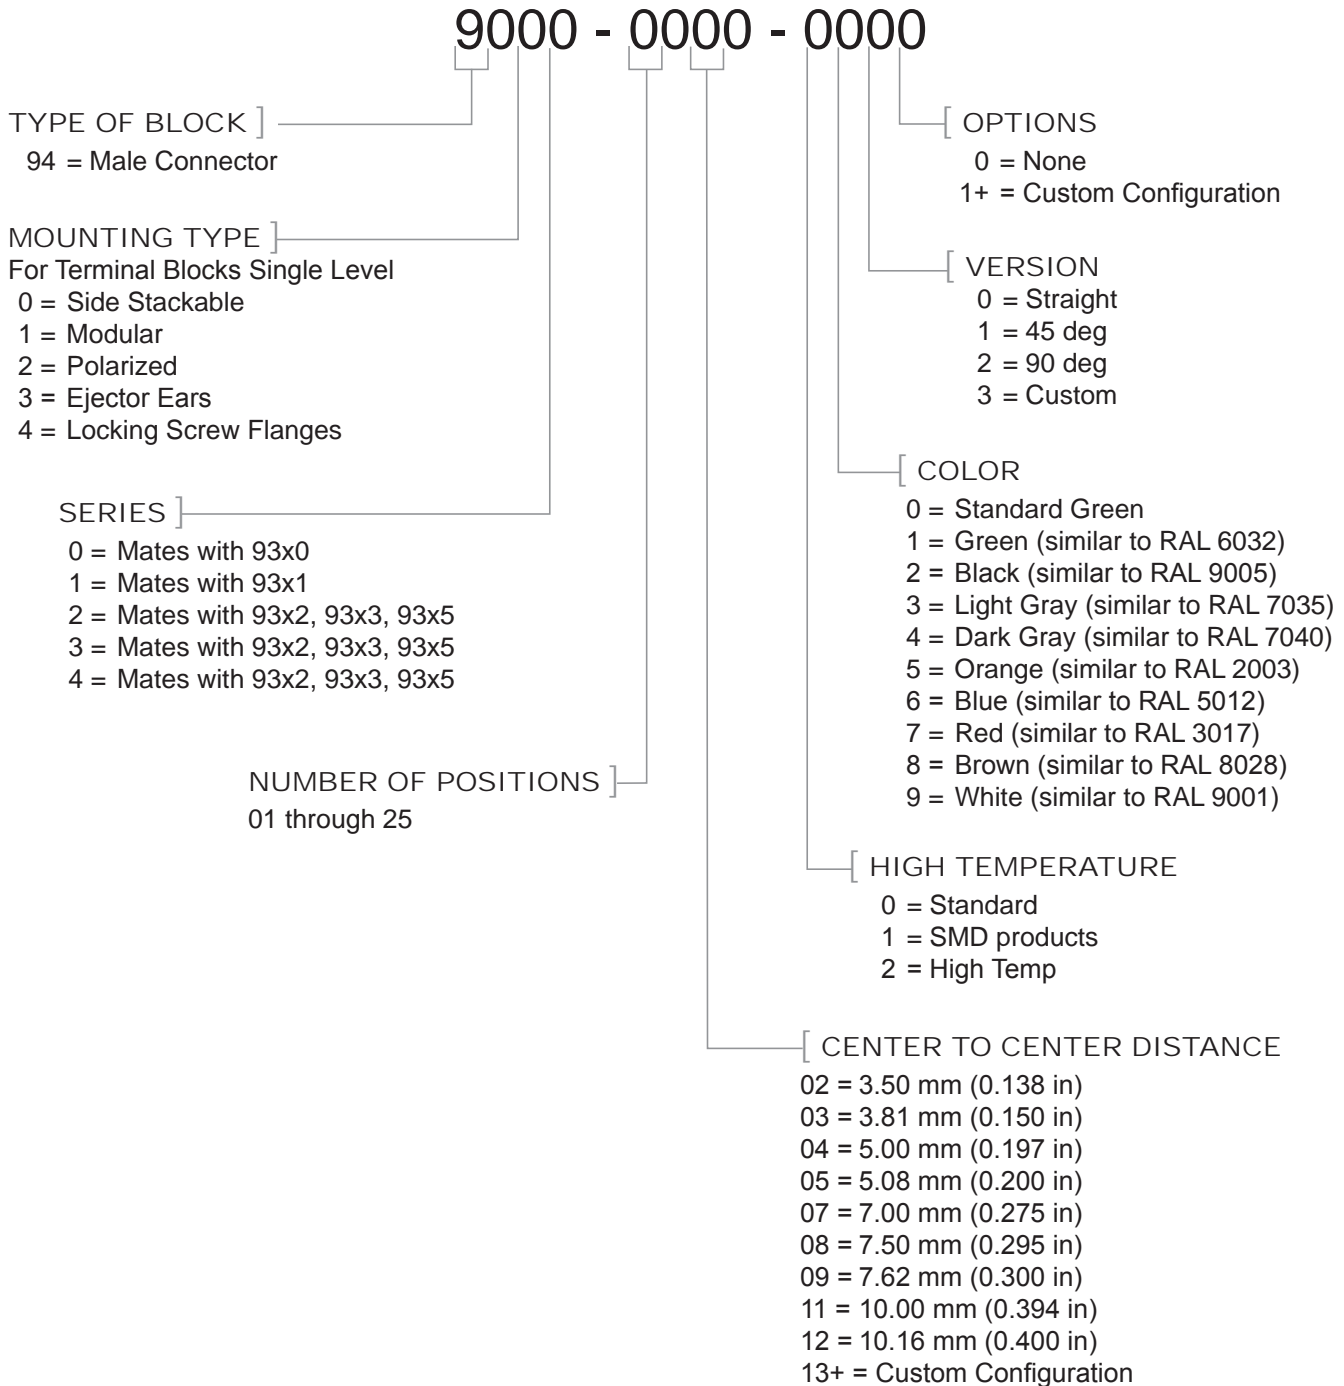 9000 - 0000 - 0000
TYPE OF BLOCK
94 = Male Connector
MOUNTING TYPE
For Terminal Blocks Single Level
0 = Side Stackable
1 = Modular
2 = Polarized
3 = Ejector Ears
4 = Locking Screw Flanges
SERIES
0 = Mates with 93x0
1 = Mates with 93x1
2 = Mates with 93x2, 93x3, 93x5
3 = Mates with 93x2, 93x3, 93x5
4 = Mates with 93x2, 93x3, 93x5
NUMBER OF POSITIONS
01 through 25
OPTIONS
0 = None
1+ = Custom Configuration
VERSION
0 = Straight
1 = 45 deg
2 = 90 deg
3 = Custom
COLOR
0 = Standard Green
1 = Green (similar to RAL 6032)
2 = Black (similar to RAL 9005)
3 = Light Gray (similar to RAL 7035)
4 = Dark Gray (similar to RAL 7040)
5 = Orange (similar to RAL 2003)
6 = Blue (similar to RAL 5012)
7 = Red (similar to RAL 3017)
8 = Brown (similar to RAL 8028)
9 = White (similar to RAL 9001)
HIGH TEMPERATURE
0 = Standard
1 = SMD products
2 = High Temp
CENTER TO CENTER DISTANCE
02 = 3.50 mm (0.138 in)
03 = 3.81 mm (0.150 in)
04 = 5.00 mm (0.197 in)
05 = 5.08 mm (0.200 in)
07 = 7.00 mm (0.275 in)
08 = 7.50 mm (0.295 in)
09 = 7.62 mm (0.300 in)
11 = 10.00 mm (0.394 in)
12 = 10.16 mm (0.400 in)
13+ = Custom Configuration